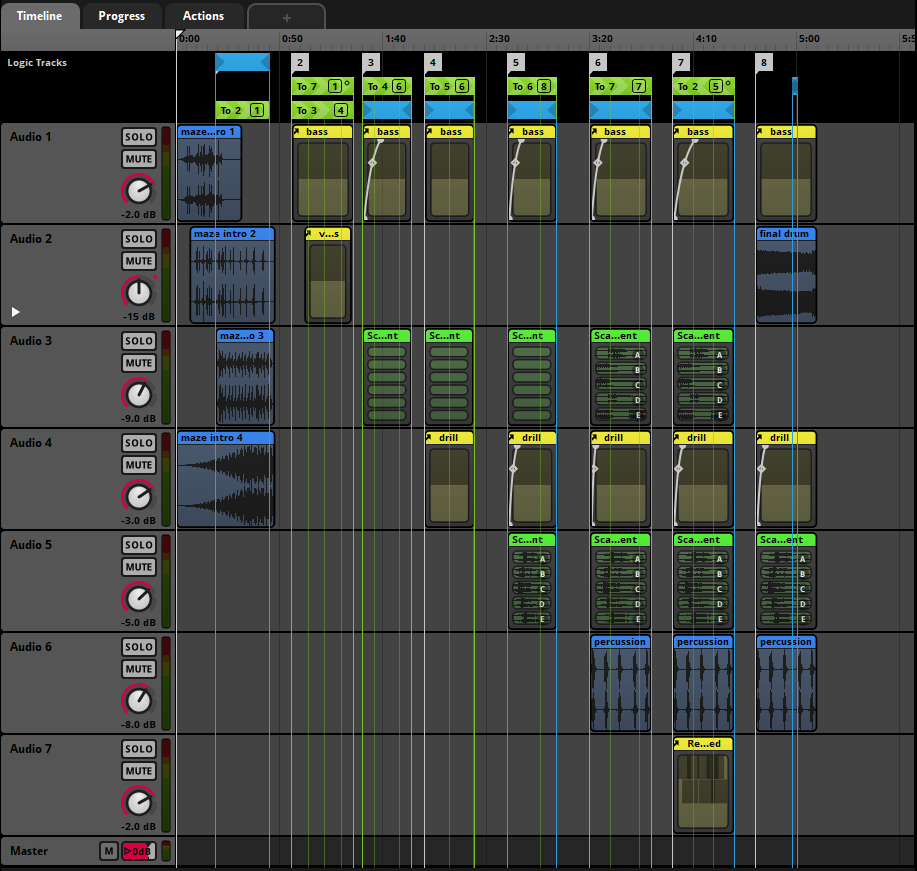 Timeline Progress Actions +
0:00 0:50 1:40 2:30 3:20 4:10 5:00 5:5
Logic Tracks 2 3 4 5 6 7 8
To 7 1° To 4 6 To 5 6 To 6 8 To 7 7 To 2 5°
To 2 1 To 3 4
Audio 1 SOLO maze...ro 1 bass bass bass bass bass bass bass
MUTE
-2.0 dB
Audio 2 SOLO maze intro 2 v...s final drum
MUTE
-15 dB
Audio 3 SOLO maz...o 3 Sc...nt Sc...nt Sc...nt Sca...ent Sca...ent
MUTE
A A
B B
C C
D D
-9.0 dB E E
Audio 4 SOLO maze intro 4 drill drill drill drill drill
MUTE
-3.0 dB
Audio 5 SOLO Sc...nt Sca...ent Sca...ent Sca...ent
MUTE
A A A A
B B B B
C C C C
D D D D
-5.0 dB E E E E
Audio 6 SOLO percussion percussion percussion
MUTE
-8.0 dB
Audio 7 SOLO Re...ed
MUTE
-2.0 dB
Master M 0dB